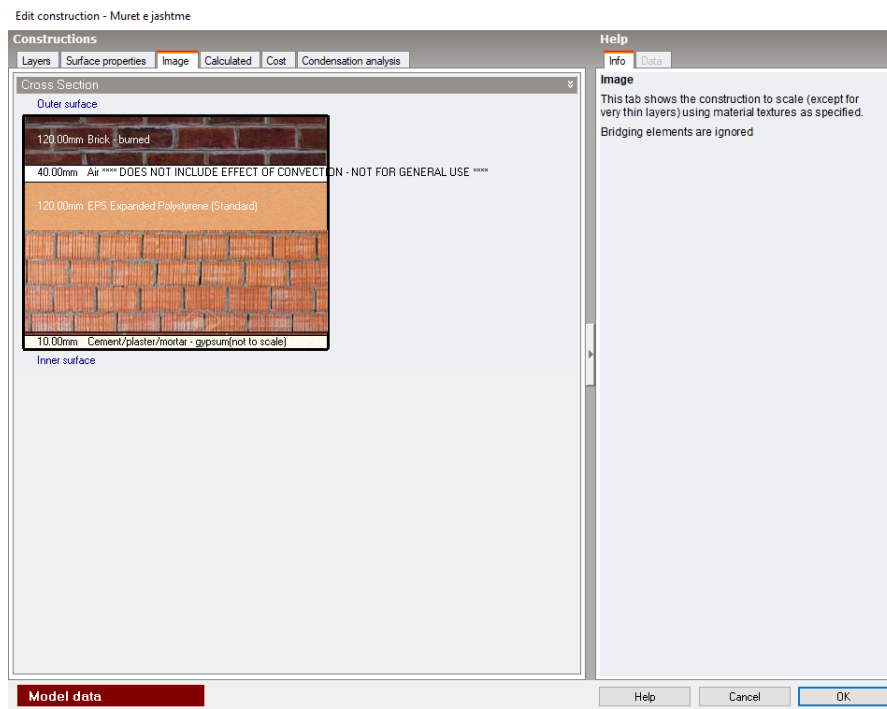 Edit construction - Muret e jashtme
Constructions
Layers Surface properties Image Calculated Cost Condensation analysis
Cross Section
Outer surface
120.00mm Brick - burned
40.00mm Air **** DOES NOT INCLUDE EFFECT OF CONVECTION - NOT FOR GENERAL USE ****
120.00mm EPS Expanded Polystyrene (Standard)
10.00mm Cement/plaster/mortar - gypsum(not to scale)
Inner surface
Help
Info Data
Image
This tab shows the construction to scale (except for
very thin layers) using material textures as specified.
Bridging elements are ignored
Model data
Help Cancel OK